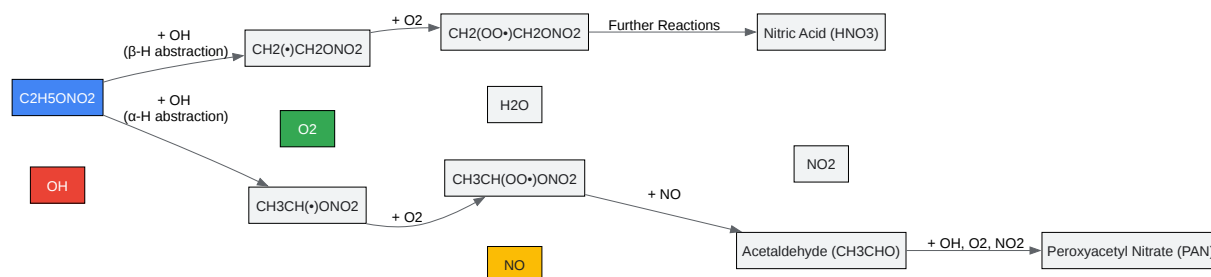 + OH
(β-H abstraction)
CH2(•)CH2ONO2
+ O2
CH2(OO•)CH2ONO2
Further Reactions
Nitric Acid (HNO3)
C2H5ONO2
+ OH
(α-H abstraction)
O2
H2O
NO2
OH
CH3CH(•)ONO2
+ O2
CH3CH(OO•)ONO2
+ NO
NO
Acetaldehyde (CH3CHO)
+ OH, O2, NO2
Peroxyacetyl Nitrate (PAN)